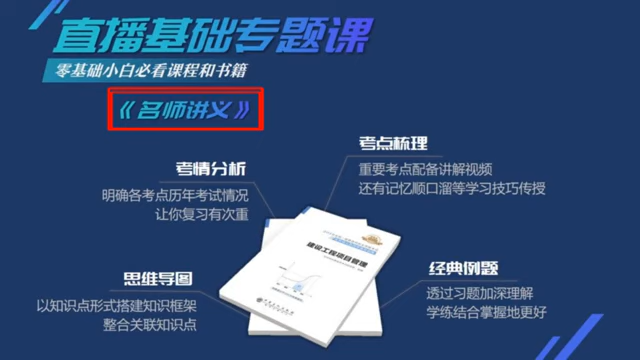 直播基础专题课
零基础小白必看课程和书籍
《名师讲义》
考情分析
明确各考点历年考试情况
让你复习有次重
考点梳理
重要考点配备讲解视频
还有记忆顺口溜等学习技巧传授
思维导图
以知识点形式搭建知识框架
整合关联知识点
经典例题
透过习题加深理解
学练结合掌握地更好
建设工程项目管理